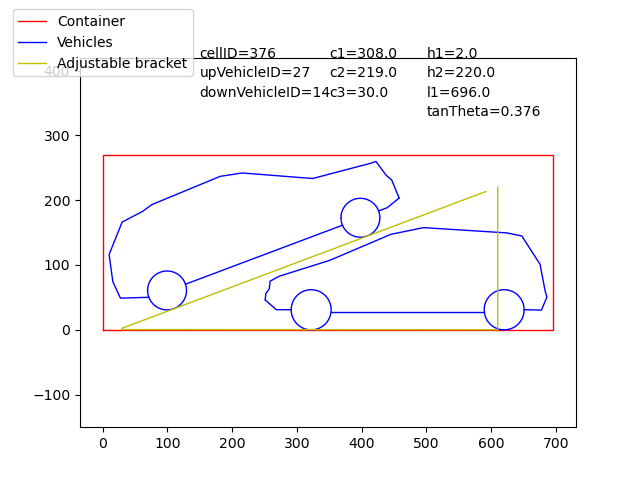 Container
Vehicles
Adjustable bracket
cellID=376 c1=308.0 h1=2.0
upVehicleID=27 c2=219.0 h2=220.0
downVehicleID=14 c3=30.0 l1=696.0
tanTheta=0.376
400
300
200
100
0
−100
0 100 200 300 400 500 600 700